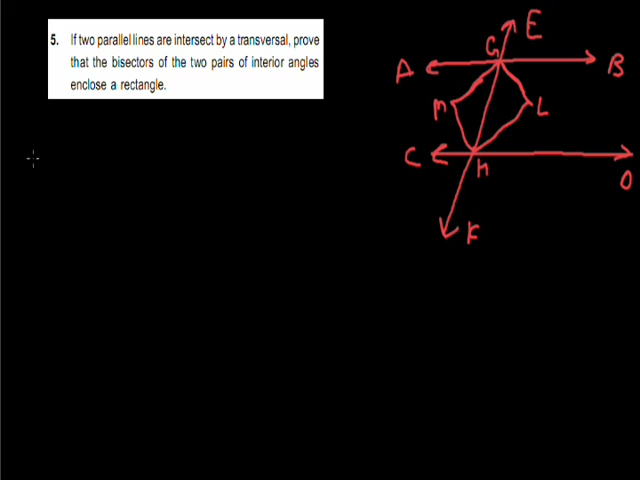 5. If two parallel lines are intersect by a transversal, prove
that the bisectors of the two pairs of interior angles
enclose a rectangle.
E
G
A
B
M
L
C
H
D
F